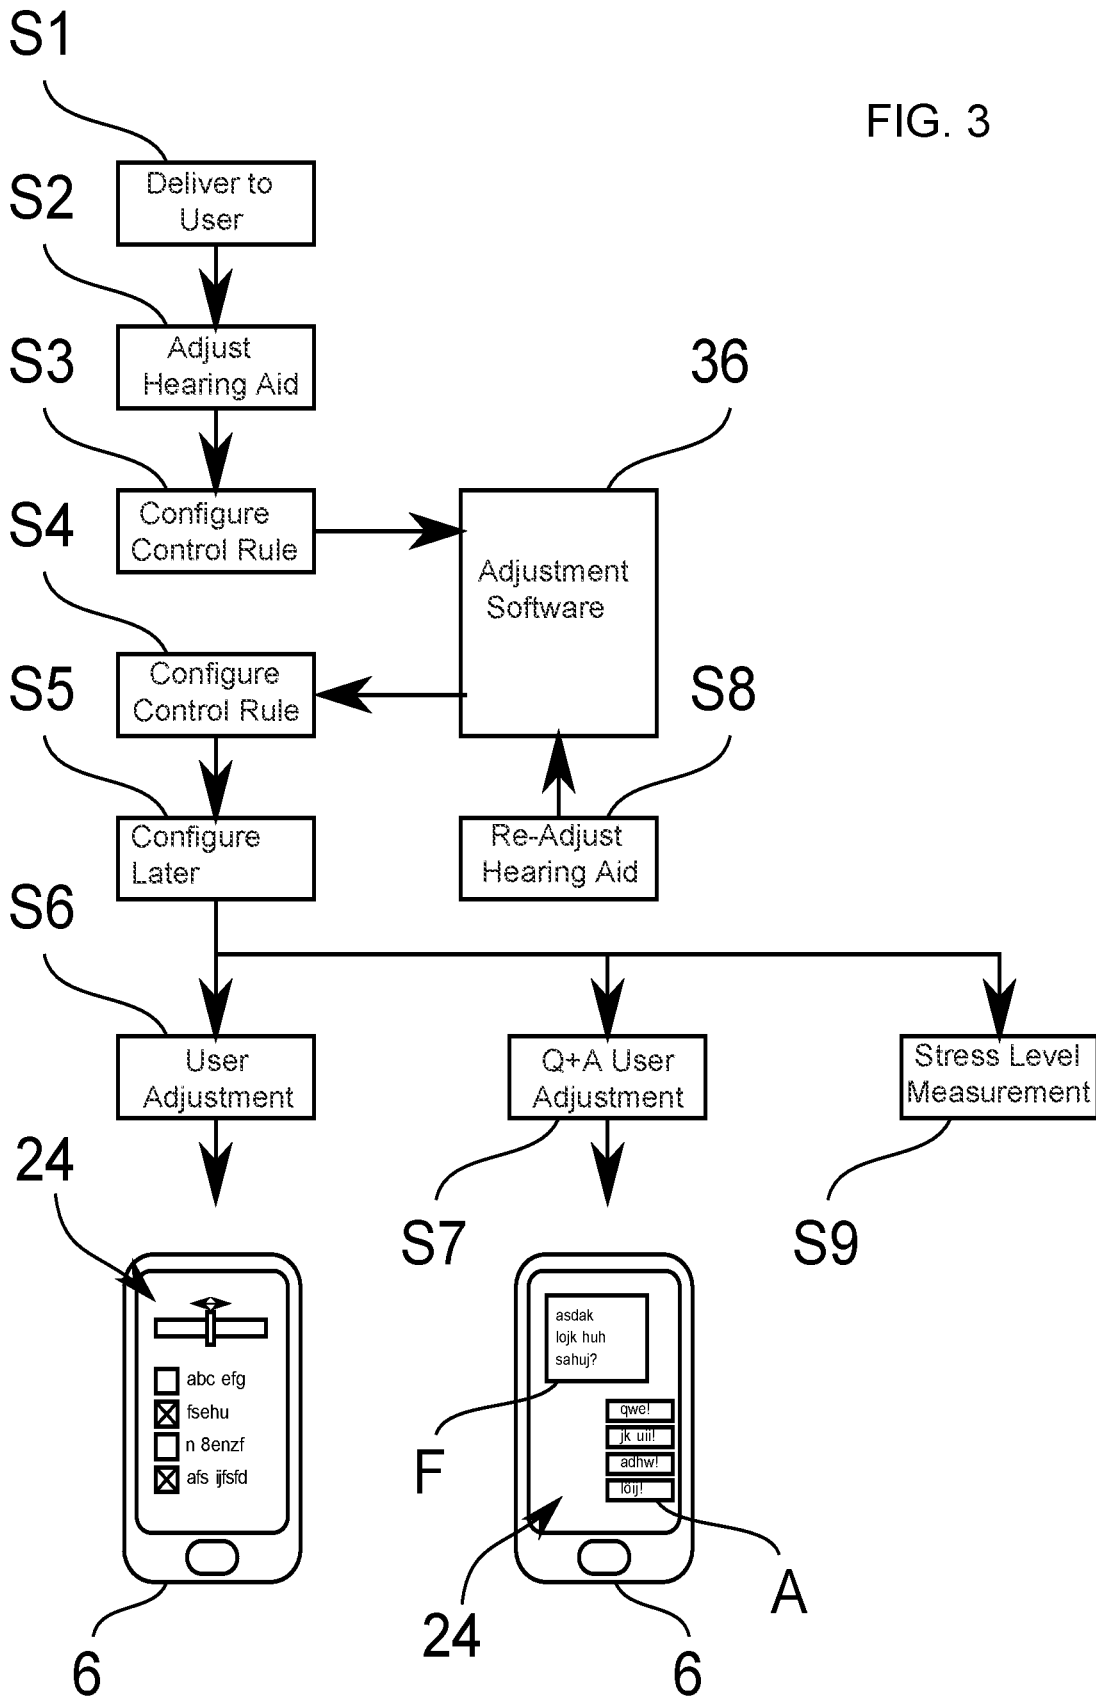 S1
FIG. 3
Deliver to
User
S2
Adjust
Hearing Aid
S3
36
Configure
Control Rule
S4
Adjustment
Software
Configure
Control Rule
S5
S8
Configure
Later
Re-Adjust
Hearing Aid
S6
User
Adjustment
Q+A User
Adjustment
Stress Level
Measurement
24
S7
S9
abc efg
fsehu
n 8enzf
afs ijfsfd
asdak
lojk huh
sahuj?
qwe!
jk uii!
adhw!
löij!
F
A
24
6
6